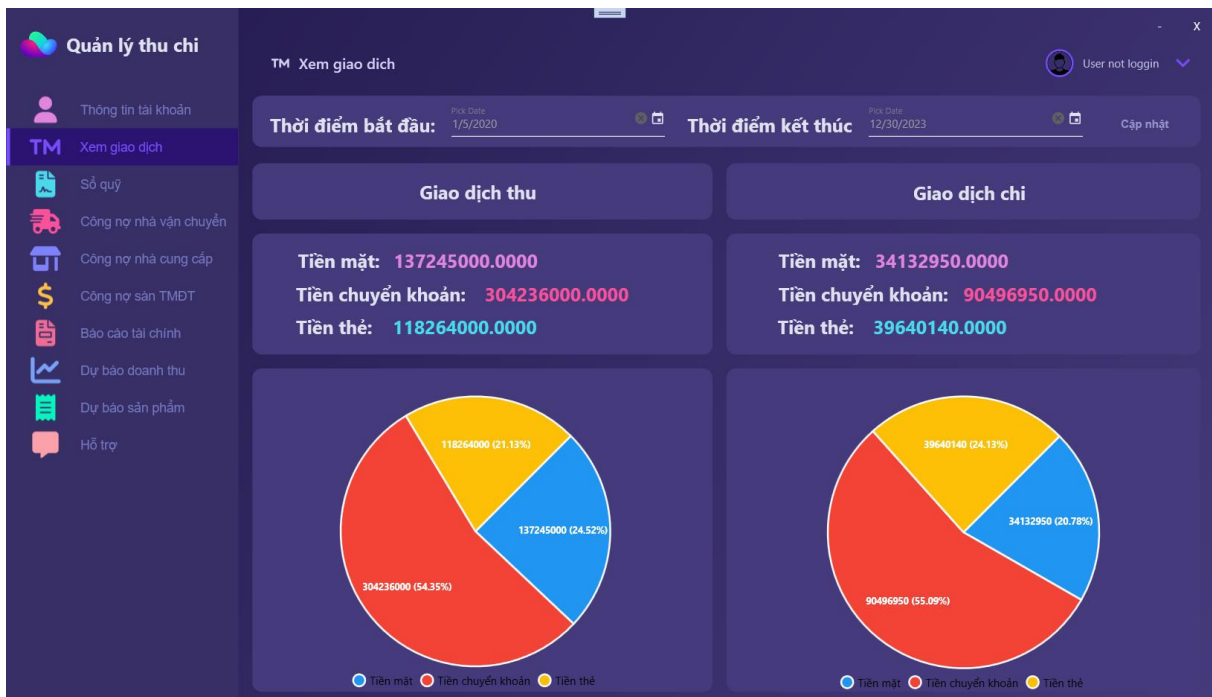 Quản lý thu chi
- X
TM Xem giao dich
User not loggin
Thông tin tài khoản
TM Xem giao dịch
Sổ quỹ
Công nợ nhà vận chuyển
Công nợ nhà cung cấp
Công nợ sàn TMĐT
Báo cáo tài chính
Dự báo doanh thu
Dự báo sản phẩm
Hỗ trợ
Thời điểm bắt đầu: Pick Date 1/5/2020
Thời điểm kết thúc Pick Date 12/30/2023
Cập nhật
Giao dịch thu
Tiền mặt: 137245000.0000
Tiền chuyển khoản: 304236000.0000
Tiền thẻ: 118264000.0000
118264000 (21.13%)
137245000 (24.52%)
304236000 (54.35%)
Tiền mặt Tiền chuyển khoản Tiền thẻ
Giao dịch chi
Tiền mặt: 34132950.0000
Tiền chuyển khoản: 90496950.0000
Tiền thẻ: 39640140.0000
39640140 (24.13%)
34132950 (20.78%)
90496950 (55.09%)
Tiền mặt Tiền chuyển khoản Tiền thẻ